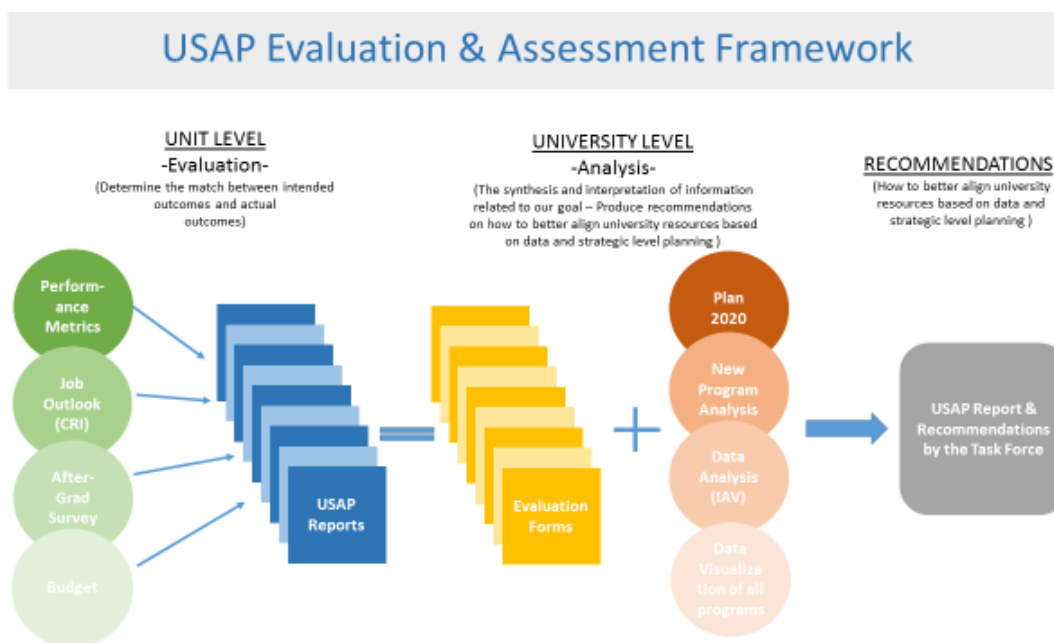 USAP Evaluation & Assessment Framework
UNIT LEVEL
-Evaluation-
(Determine the match between intended
outcomes and actual
outcomes)
UNIVERSITY LEVEL
-Analysis-
(The synthesis and interpretation of information
related to our goal – Produce recommendations
on how to better align university resources based
on data and strategic level planning )
RECOMMENDATIONS
(How to better align university
resources based on data and
strategic level planning )
Perform-
ance
Metrics
Job
Outlook
(CRI)
After-
Grad
Survey
Budget
USAP
Reports
Evaluation
Forms
Plan
2020
New
Program
Analysis
Data
Analysis
(IAV)
Data
Visualiza
tion of all
programs
USAP Report &
Recommendations
by the Task Force